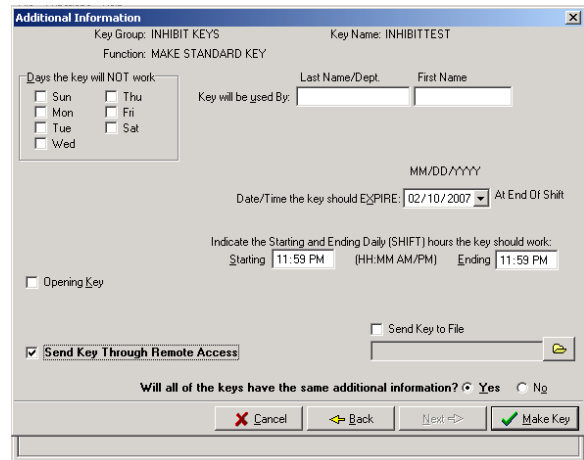 Additional Information
Key Group: INHIBIT KEYS Key Name: INHIBITTEST
Function: MAKE STANDARD KEY
Days the key will NOT work
Last Name/Dept. First Name
Sun Thu Key will be used By:
Mon Fri
Tue Sat
Wed
MM/DD/YYYY
Date/Time the key should EXPIRE: 02/10/2007 At End Of Shift
Indicate the Starting and Ending Daily (SHIFT) hours the key should work:
Starting 11:59 PM (HH:MM AM/PM) Ending 11:59 PM
Opening Key
Send Key to File
Send Key Through Remote Access
Will all of the keys have the same additional information? Yes No
Cancel Back Next Make Key